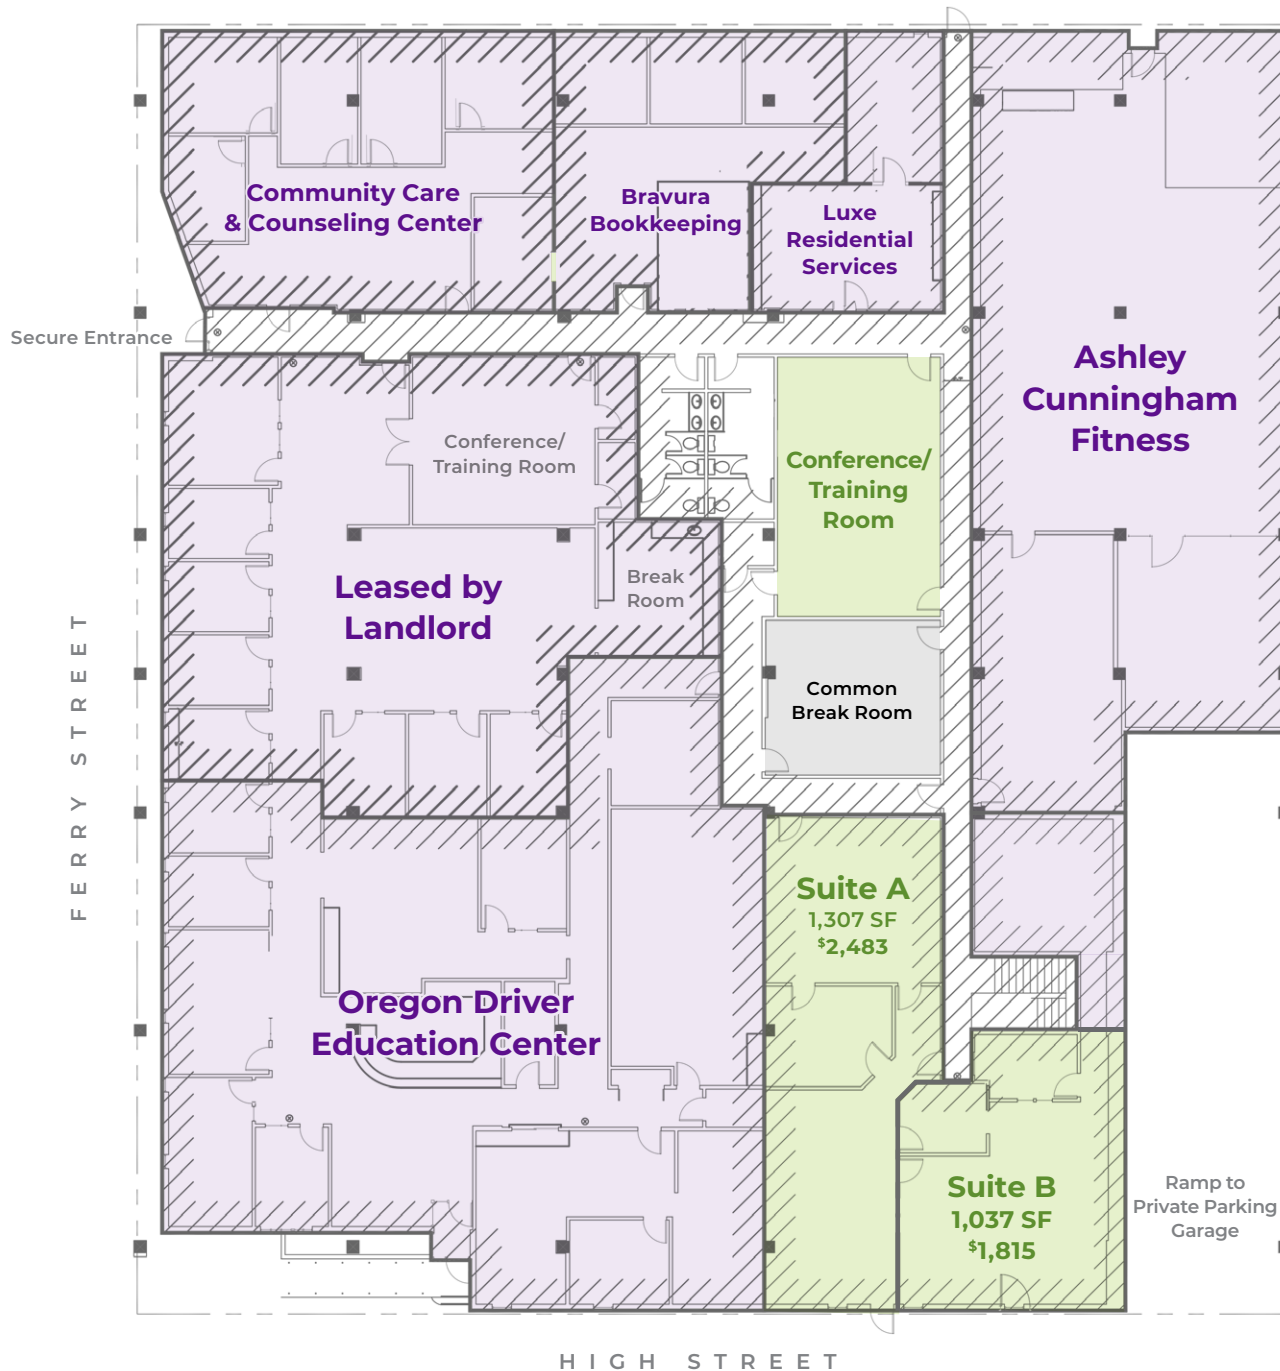 Community Care
& Counseling Center
Bravura
Bookkeeping
Luxe
Residential
Services
Secure Entrance
Ashley
Cunningham
Fitness
Conference/
Training Room
Conference/
Training
Room
Leased by
Landlord
Break
Room
Common
Break Room
FERRY STREET
Suite A
1,307 SF
$2,483
Oregon Driver
Education Center
Suite B
1,037 SF
$1,815
Ramp to
Private Parking
Garage
HIGH STREET